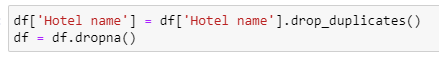 df['Hotel name'] = df['Hotel name'].drop_duplicates()
df = df.dropna()